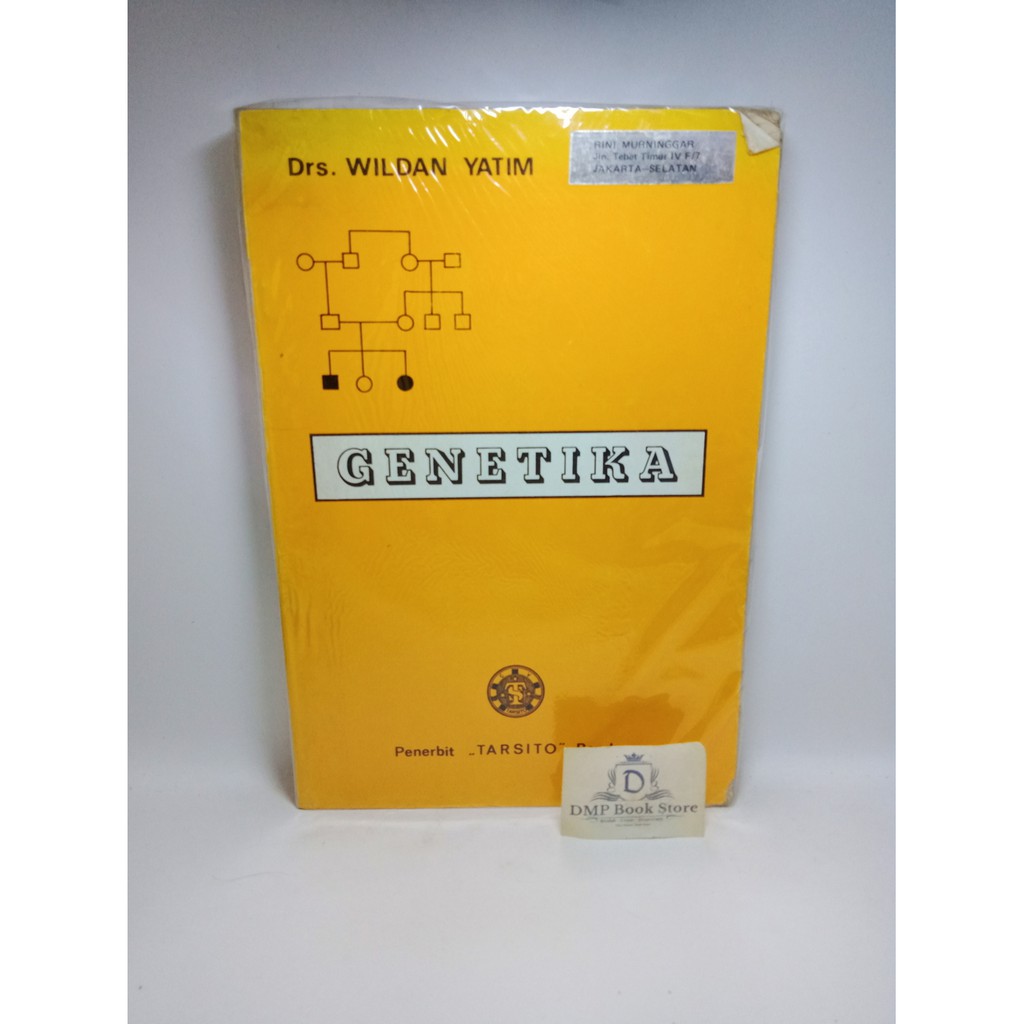 Drs. WILDAN YATIM
RINI MURNINGGAR
Jln. Tebet Timur IV F/7
JAKARTA-SELATAN
GENETIKA
Penerbit „TARSITO”
D
DMP Book Store